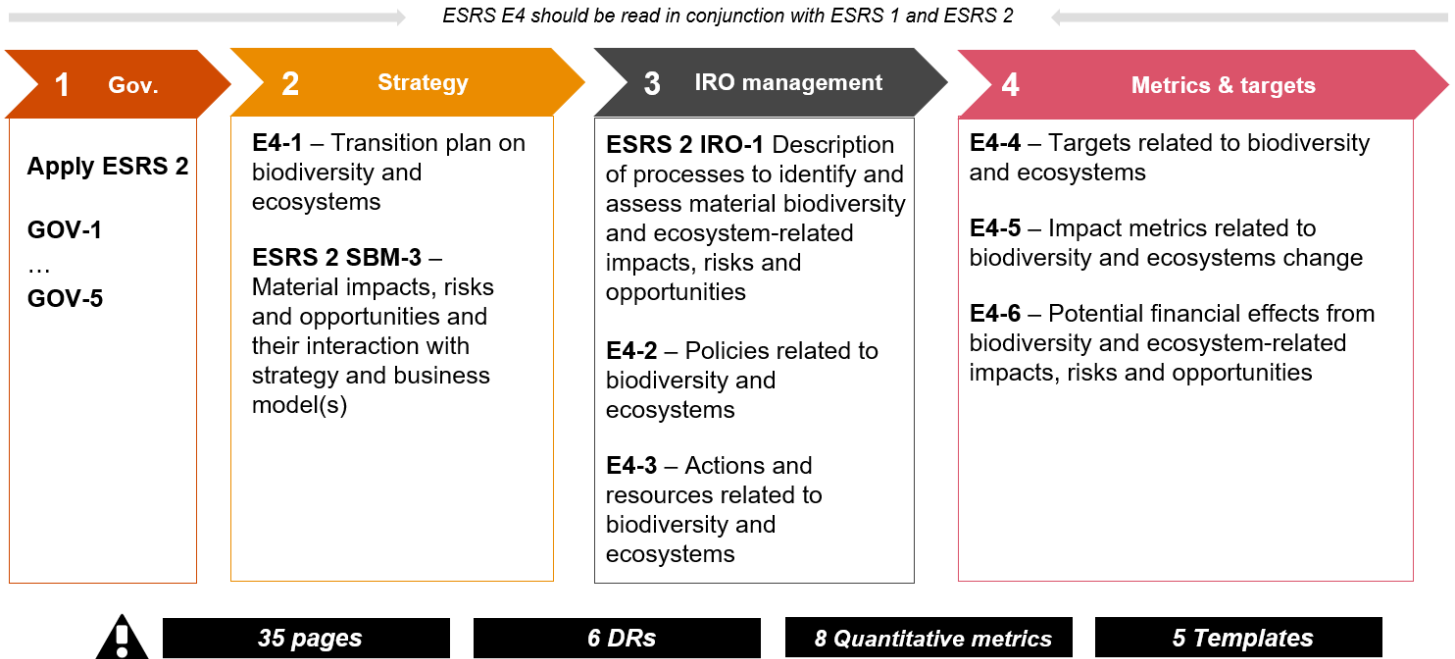 ESRS E4 should be read in conjunction with ESRS 1 and ESRS 2
1 Gov.
Apply ESRS 2
GOV-1
…
GOV-5
2 Strategy
E4-1 – Transition plan on
biodiversity and
ecosystems
ESRS 2 SBM-3 –
Material impacts, risks
and opportunities and
their interaction with
strategy and business
model(s)
3 IRO management
ESRS 2 IRO-1 Description
of processes to identify and
assess material biodiversity
and ecosystem-related
impacts, risks and
opportunities
E4-2 – Policies related to
biodiversity and
ecosystems
E4-3 – Actions and
resources related to
biodiversity and
ecosystems
4 Metrics & targets
E4-4 – Targets related to biodiversity
and ecosystems
E4-5 – Impact metrics related to
biodiversity and ecosystems change
E4-6 – Potential financial effects from
biodiversity and ecosystem-related
impacts, risks and opportunities
35 pages
6 DRs
8 Quantitative metrics
5 Templates